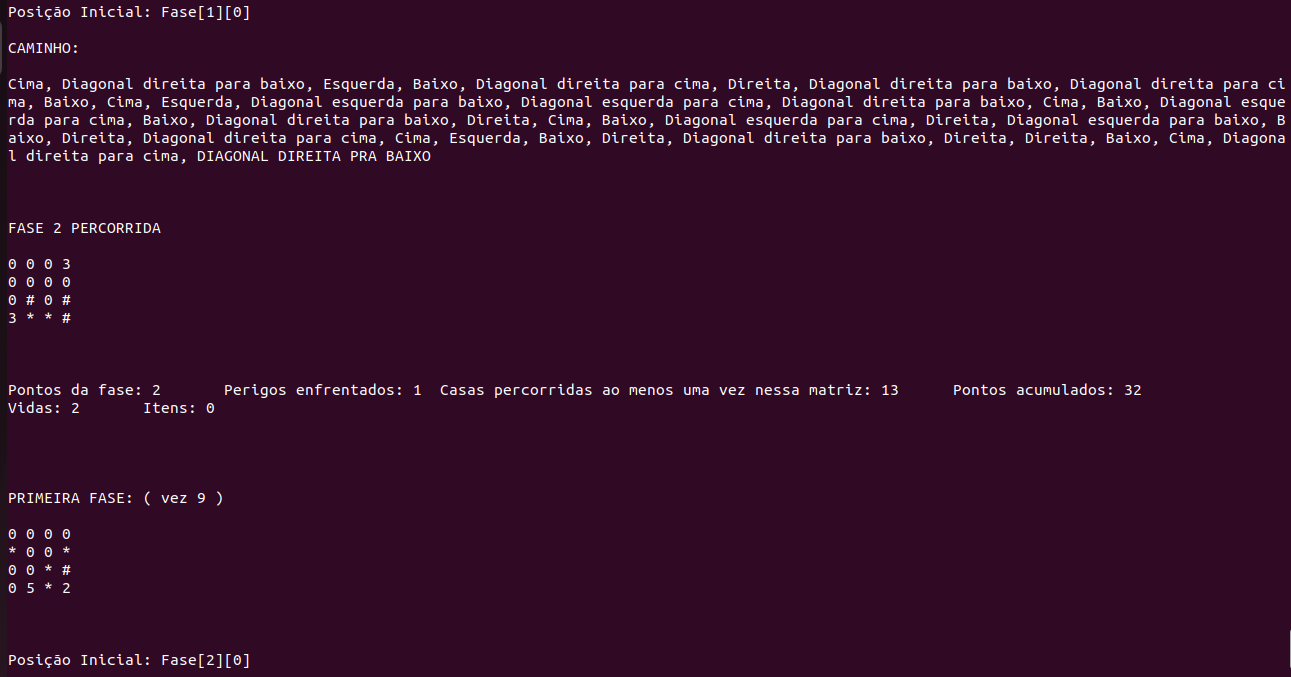 Posição Inicial: Fase[1][0]
CAMINHO:
Cima, Diagonal direita para baixo, Esquerda, Baixo, Diagonal direita para cima, Direita, Diagonal direita para baixo, Diagonal direita para ci
ma, Baixo, Cima, Esquerda, Diagonal esquerda para baixo, Diagonal esquerda para cima, Diagonal direita para baixo, Cima, Baixo, Diagonal esque
rda para cima, Baixo, Diagonal direita para baixo, Direita, Cima, Baixo, Diagonal esquerda para cima, Direita, Diagonal esquerda para baixo, B
aixo, Direita, Diagonal direita para cima, Cima, Esquerda, Baixo, Direita, Diagonal direita para baixo, Direita, Direita, Baixo, Cima, Diagona
l direita para cima, DIAGONAL DIREITA PRA BAIXO
FASE 2 PERCORRIDA
0 0 0 3
0 0 0 0
0 # 0 #
3 * * #
Pontos da fase: 2 Perigos enfrentados: 1 Casas percorridas ao menos uma vez nessa matriz: 13 Pontos acumulados: 32
Vidas: 2 Itens: 0
PRIMEIRA FASE: ( vez 9 )
0 0 0 0
* 0 0 *
0 0 * #
0 5 * 2
Posição Inicial: Fase[2][0]